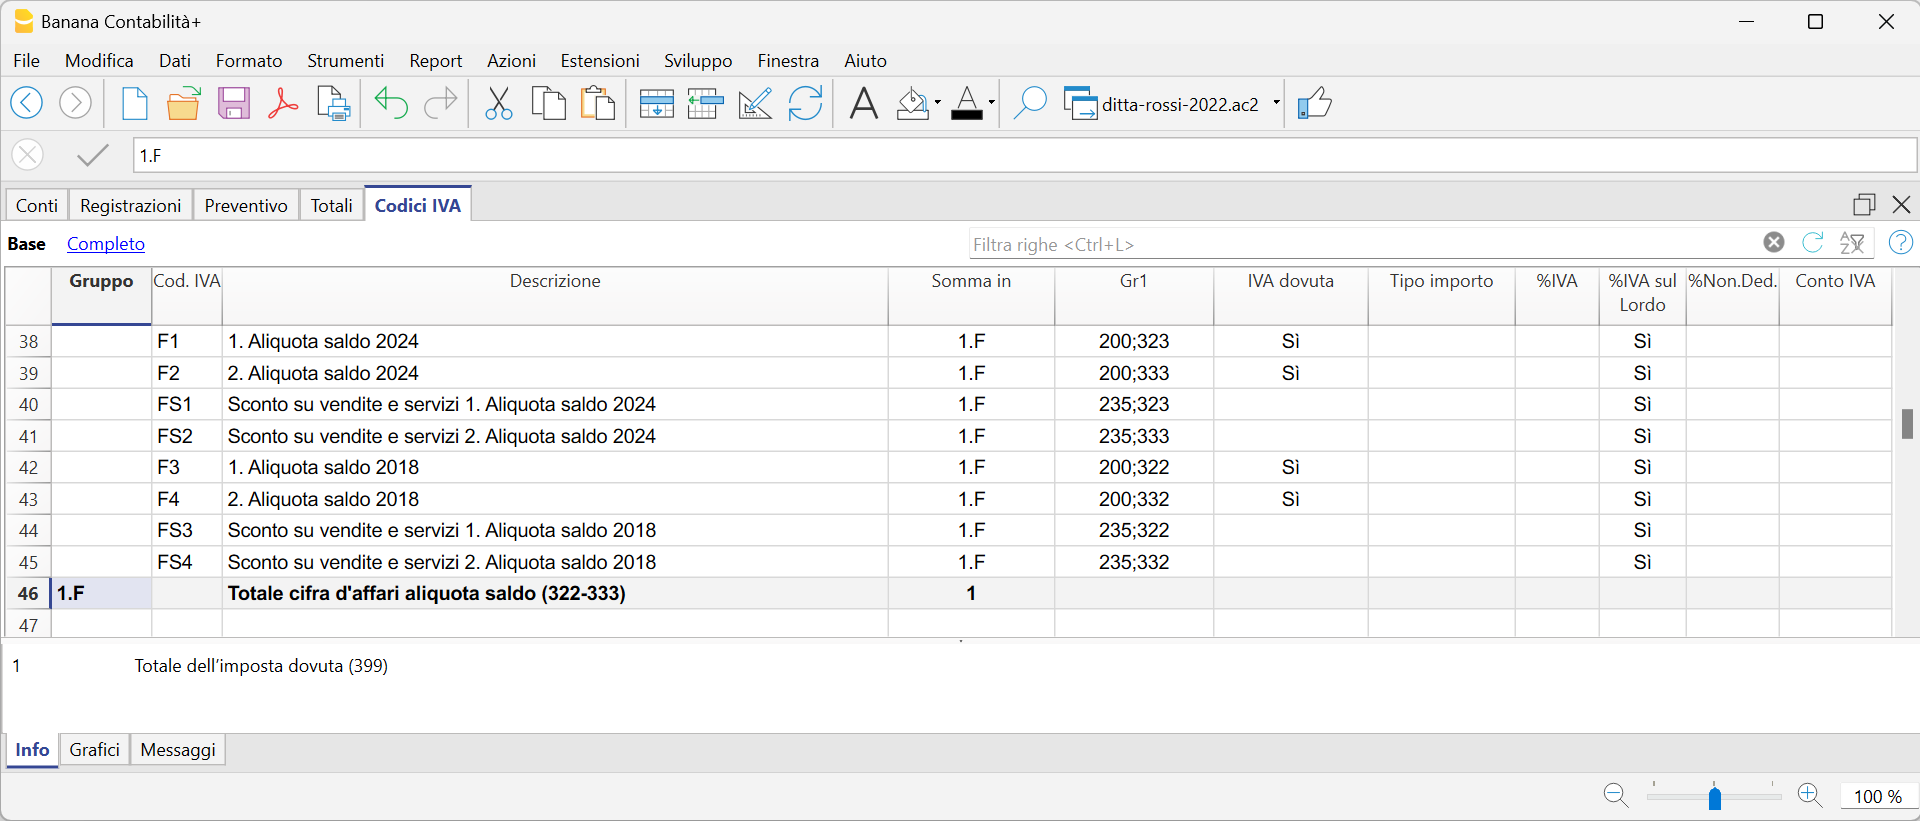 Banana Contabilità+
File Modifica Dati Formato Strumenti Report Azioni Estensioni Sviluppo Finestra Aiuto
ditta-rossi-2022.ac2
1.F
Conti Registrazioni Preventivo Totali Codici IVA
Base Completo Filtra righe <Ctrl+L>
Gruppo Cod. IVA Descrizione Somma in Gr1 IVA dovuta Tipo importo %IVA %IVA sul Lordo %Non.Ded. Conto IVA
38 F1 1. Aliquota saldo 2024 1.F 200;323 Sì Sì
39 F2 2. Aliquota saldo 2024 1.F 200;333 Sì Sì
40 FS1 Sconto su vendite e servizi 1. Aliquota saldo 2024 1.F 235;323 Sì
41 FS2 Sconto su vendite e servizi 2. Aliquota saldo 2024 1.F 235;333 Sì
42 F3 1. Aliquota saldo 2018 1.F 200;322 Sì Sì
43 F4 2. Aliquota saldo 2018 1.F 200;332 Sì Sì
44 FS3 Sconto su vendite e servizi 1. Aliquota saldo 2018 1.F 235;322 Sì
45 FS4 Sconto su vendite e servizi 2. Aliquota saldo 2018 1.F 235;332 Sì
46 1.F Totale cifra d'affari aliquota saldo (322-333) 1
47
1 Totale dell'imposta dovuta (399)
Info Grafici Messaggi
100 %